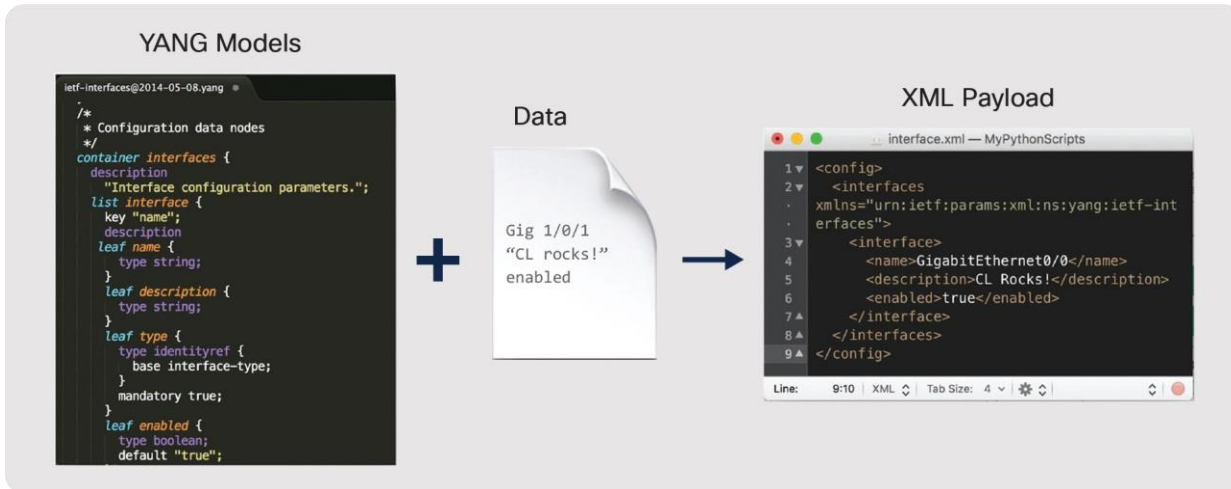 YANG Models
ietf-interfaces@2014-05-08.yang
/*
* Configuration data nodes
*/
container interfaces {
description
"Interface configuration parameters.";
list interface {
key "name";
description
leaf name {
type string;
}
leaf description {
type string;
}
leaf type {
type identityref {
base interface-type;
}
mandatory true;
}
leaf enabled {
type boolean;
default "true";
Data
Gig 1/0/1
“CL rocks!”
enabled
XML Payload
interface.xml — MyPythonScripts
1 <config>
2 <interfaces
xmlns="urn:ietf:params:xml:ns:yang:ietf-int
erfaces">
3 <interface>
4 <name>GigabitEthernet0/0</name>
5 <description>CL Rocks!</description>
6 <enabled>true</enabled>
7 </interface>
8 </interfaces>
9 </config>
Line: 9:10 XML Tab Size: 4